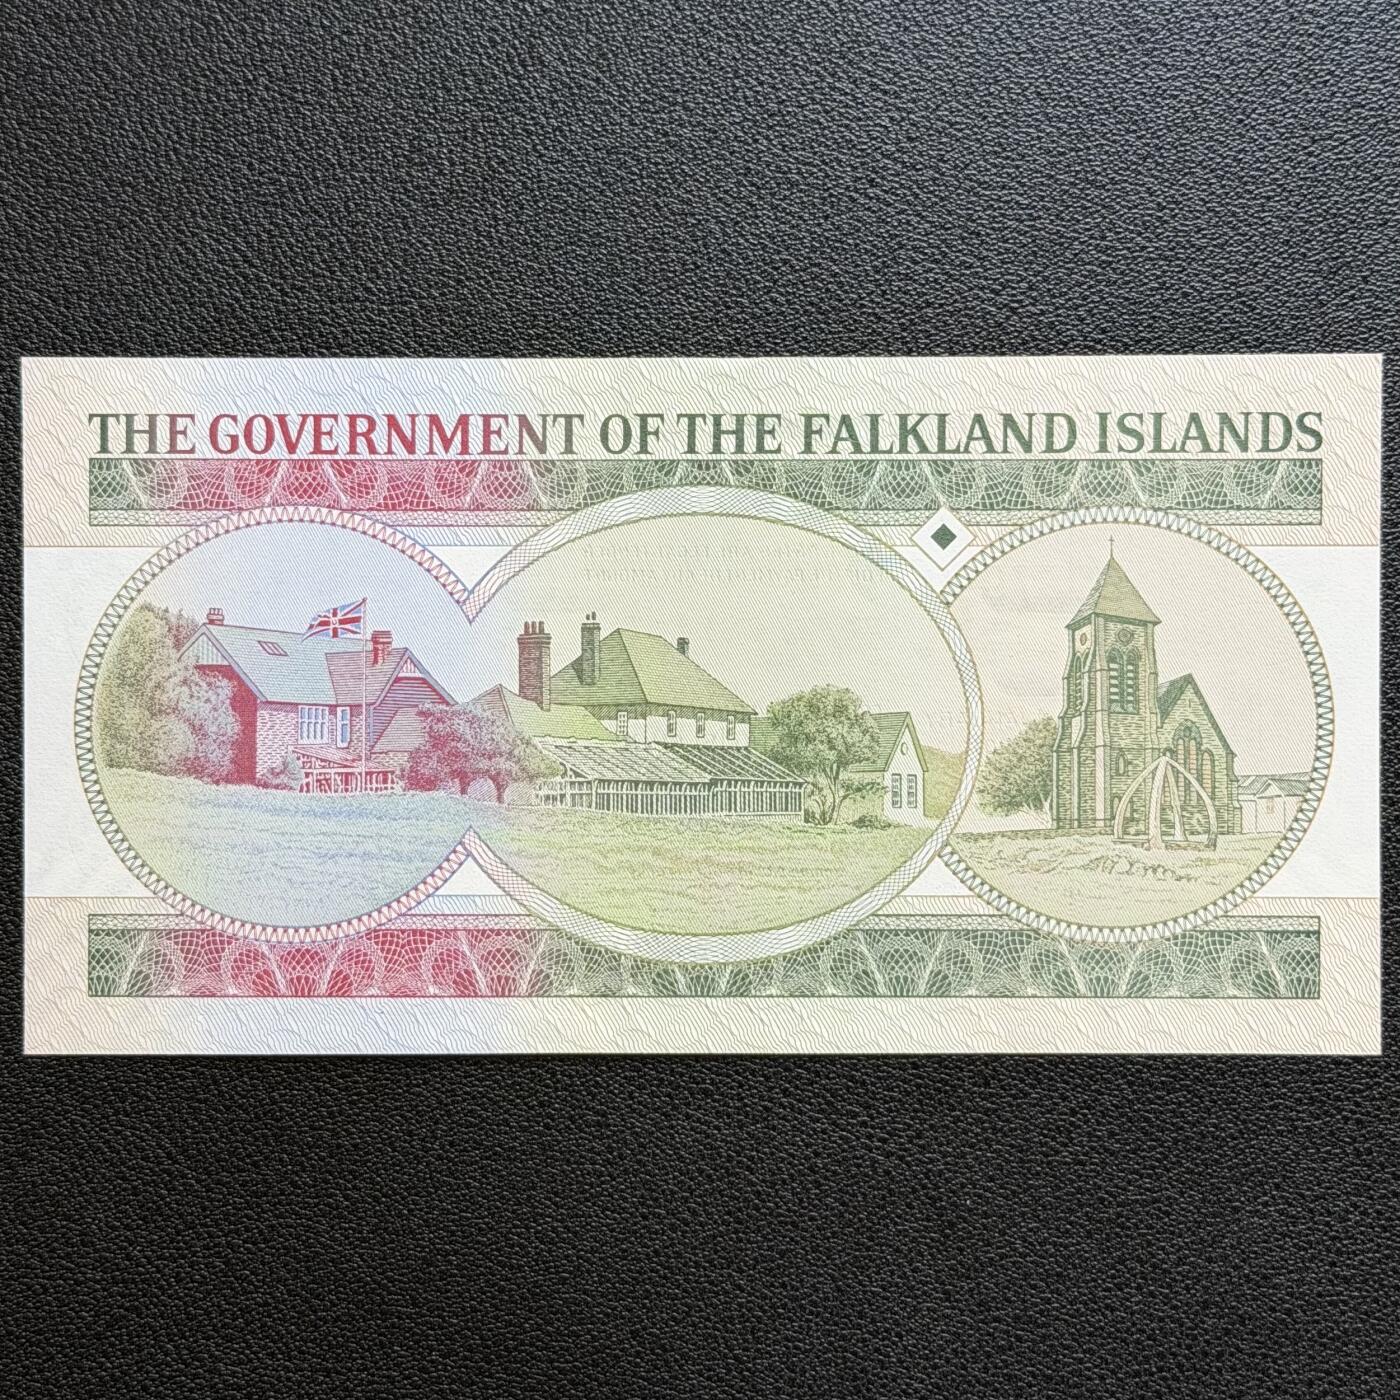 THE GOVERNMENT OF THE FALKLAND ISLANDS